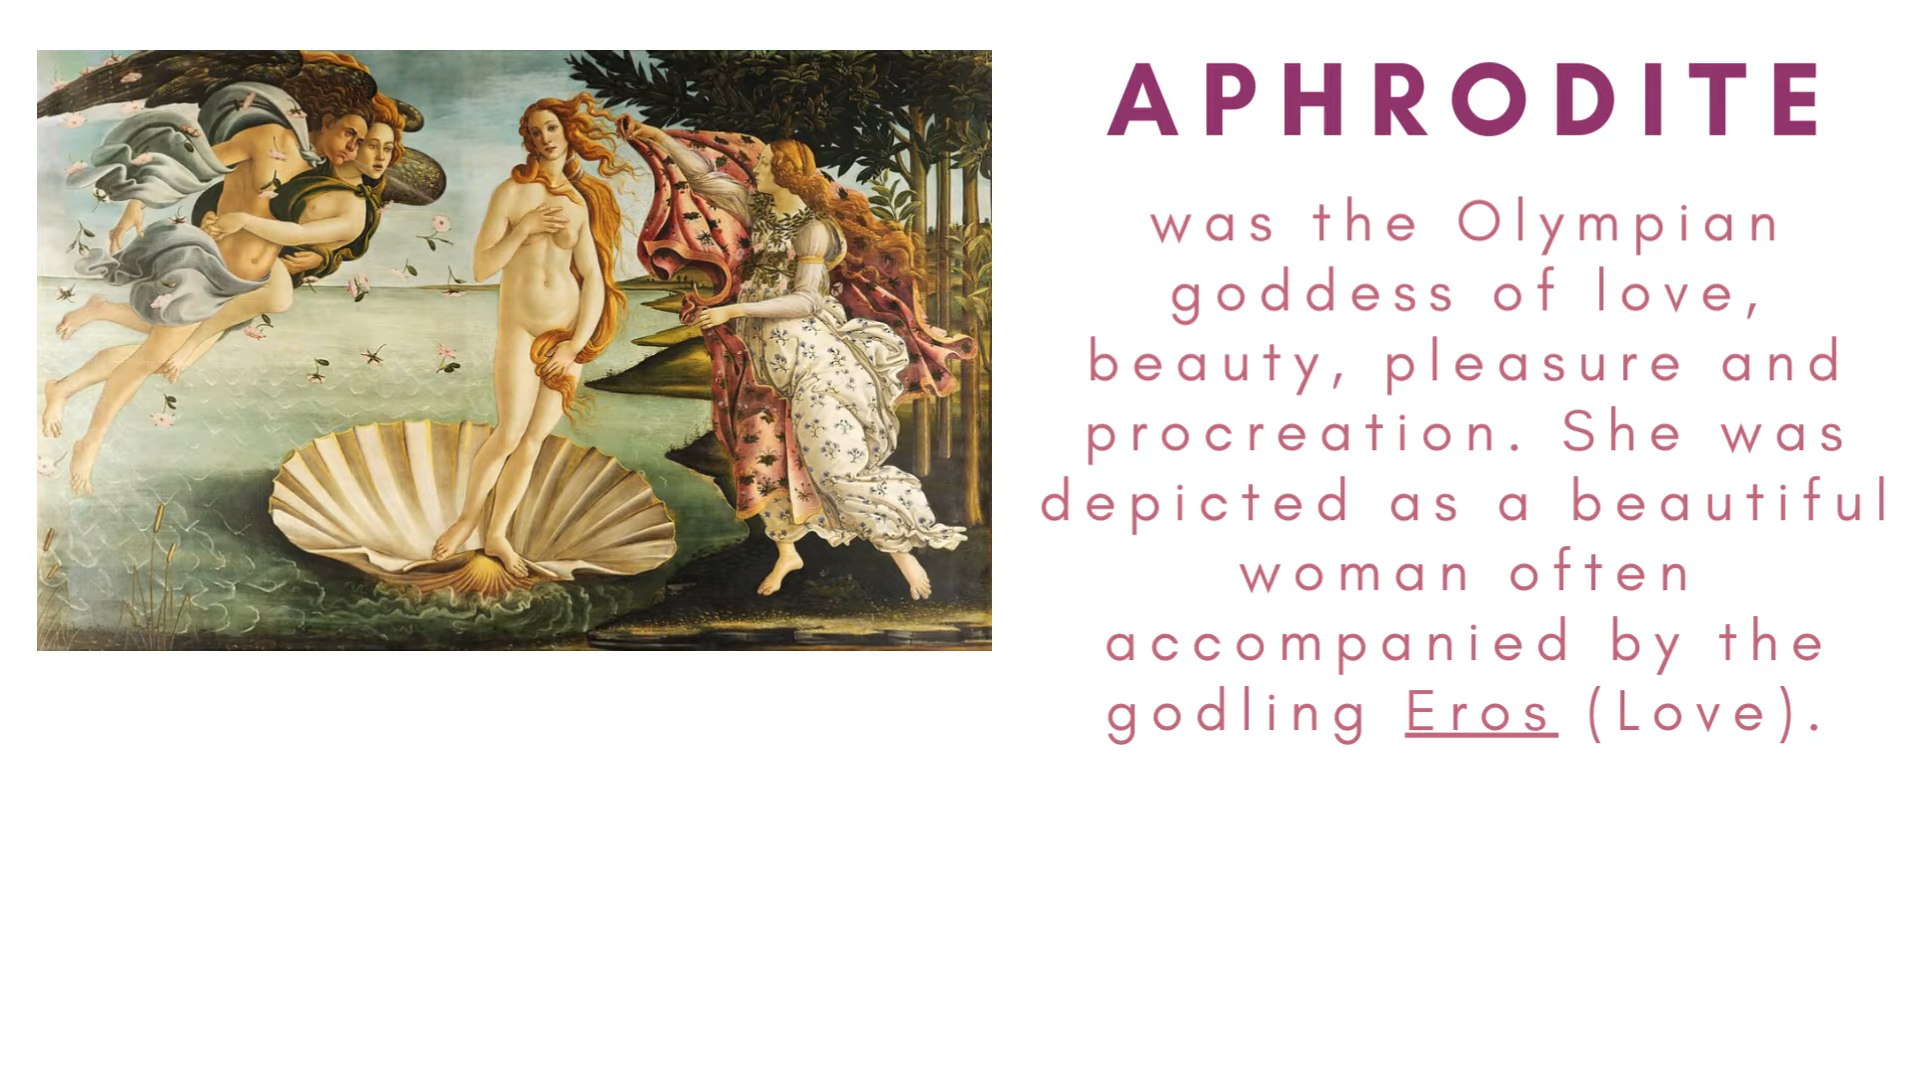 APHRODITE
was the Olympian
goddess of love,
beauty, pleasure and
procreation. She was
depicted as a beautiful
woman often
accompanied by the
godling Eros (Love).